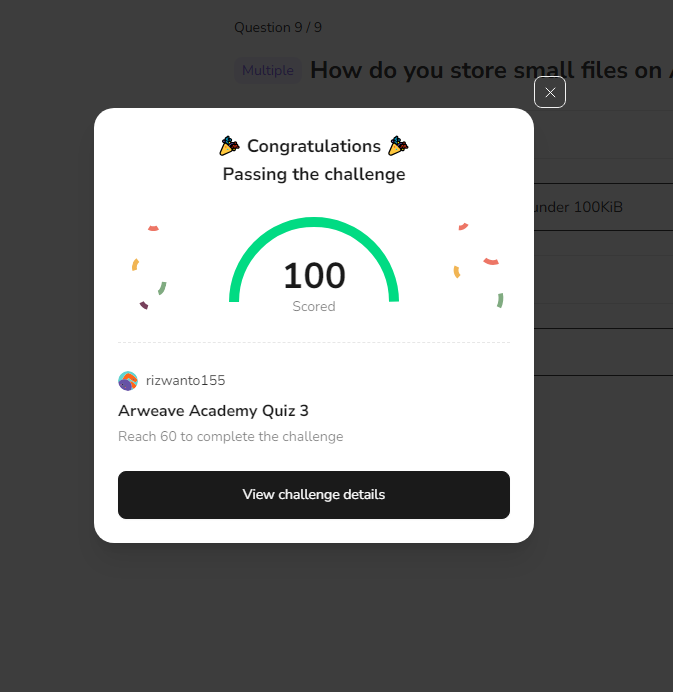 Question 9 / 9
Multiple How do you store small files on
Congratulations
Passing the challenge
under 100KiB
100
Scored
rizwanto155
Arweave Academy Quiz 3
Reach 60 to complete the challenge
View challenge details